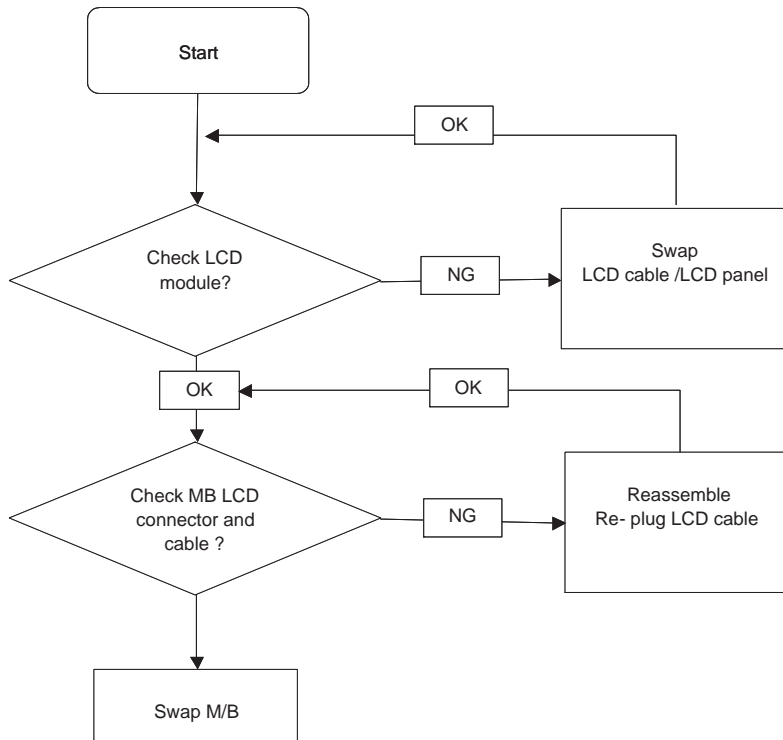 Start
OK
Check LCD
module?
NG
Swap
LCD cable /LCD panel
OK
OK
Check MB LCD
connector and
cable ?
NG
Reassemble
Re- plug LCD cable
Swap M/B